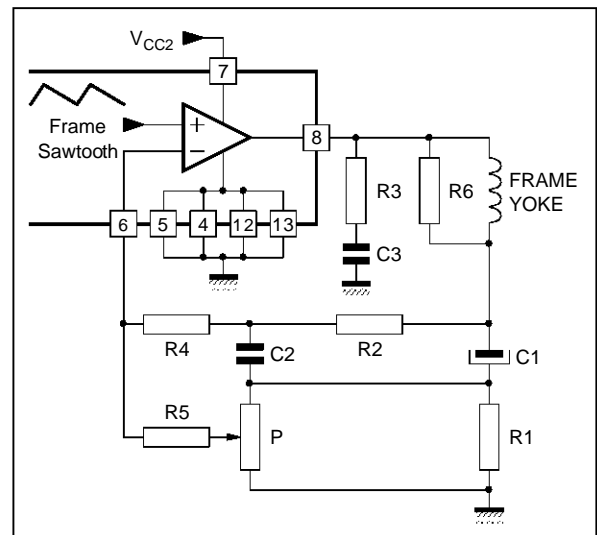 VCC2
7
Frame
Sawtooth
+
−
8
6
5
4
12
13
R3
R6
FRAME
YOKE
C3
R4
C2
R2
C1
R5
P
R1